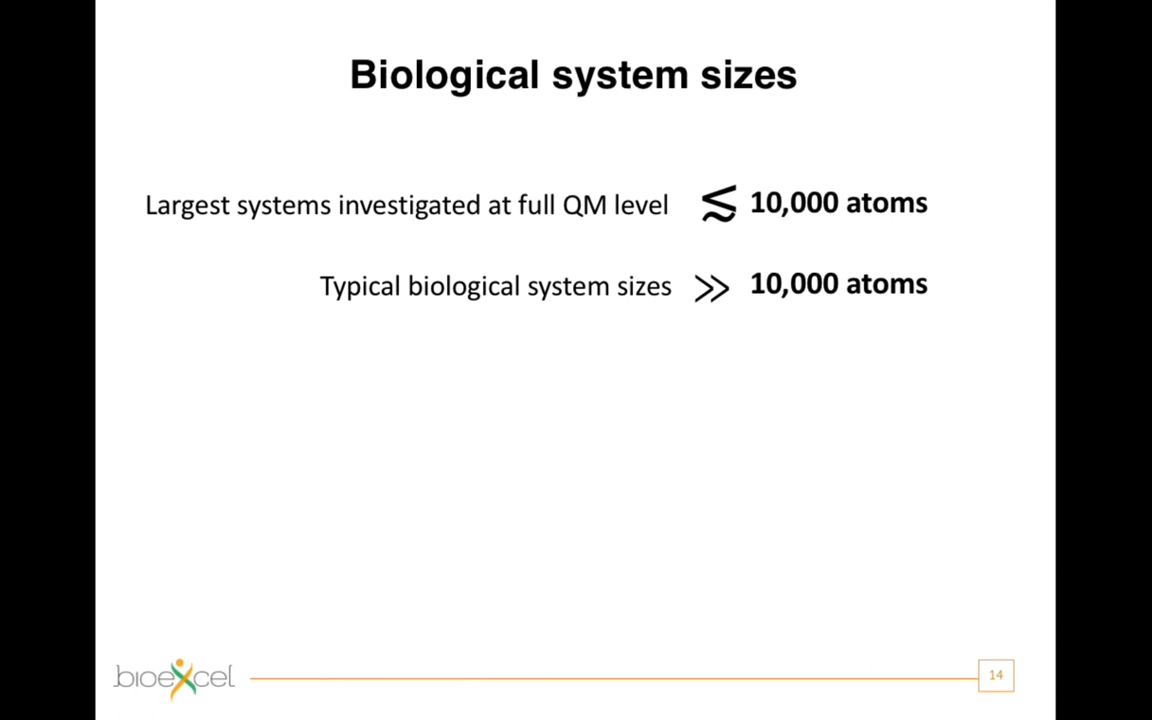 Biological system sizes
Largest systems investigated at full QM level ≲ 10,000 atoms
Typical biological system sizes ≫ 10,000 atoms
bioexcel
14